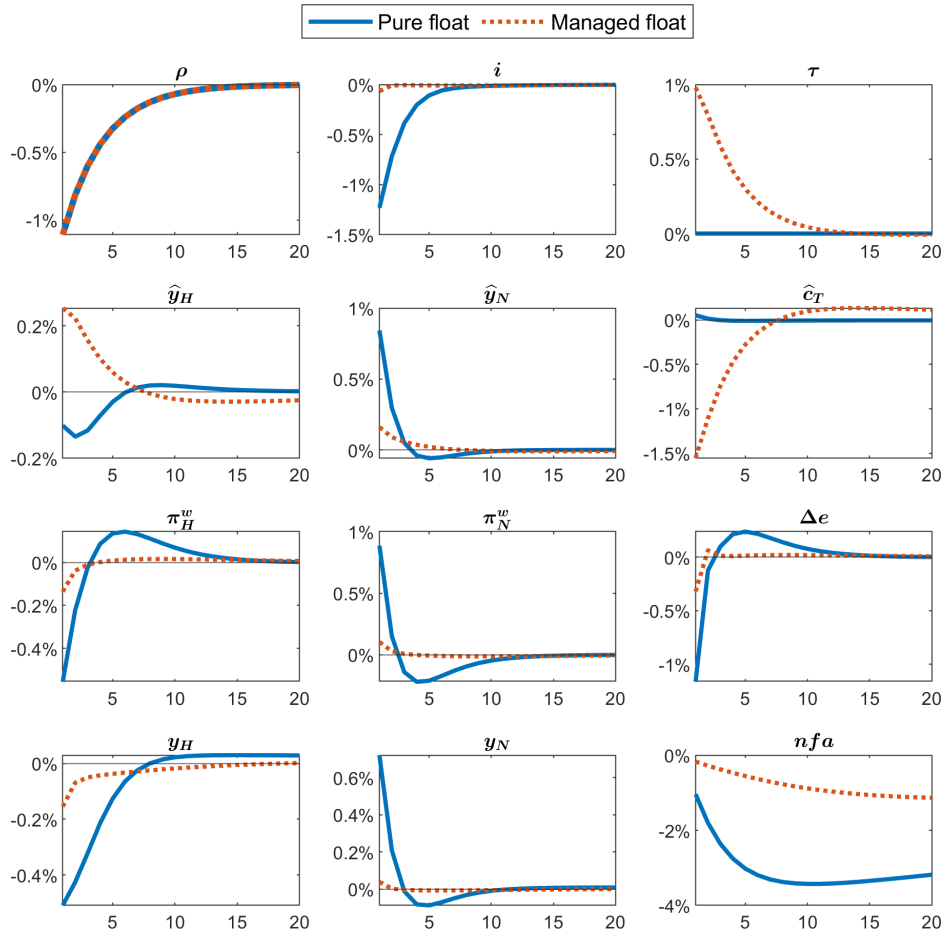 Pure float Managed float
ρ i τ
0% 0% 1%
-0.5% -0.5% 0.5%
-1% -1% 0%
-1.5%
5 10 15 20 5 10 15 20 5 10 15 20
ŷ_H ŷ_N ĉ_T
0.2% 1% 0%
0% 0.5% -0.5%
0.2% 0% -1%
-1.5%
5 10 15 20 5 10 15 20 5 10 15 20
π^w_H π^w_N Δe
0% 1% 0%
-0.2% 0.5% -0.5%
-0.4% 0% -1%
5 10 15 20 5 10 15 20 5 10 15 20
y_H y_N nfa
0% 0.6% 0%
-0.2% 0.4% -2%
-0.4% 0.2% -4%
0%
5 10 15 20 5 10 15 20 5 10 15 20